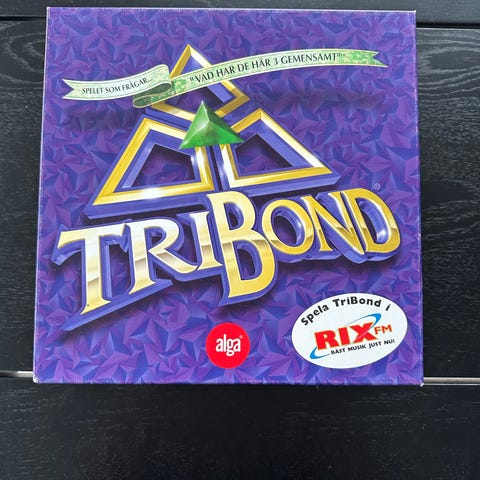 SPELET SOM FRÅGAR... "VAD HAR DE HÄR 3 GEMENSAMT"
TRIBOND®
Spela TriBond i
RIX FM
BÄST MUSIK JUST NU!
alga